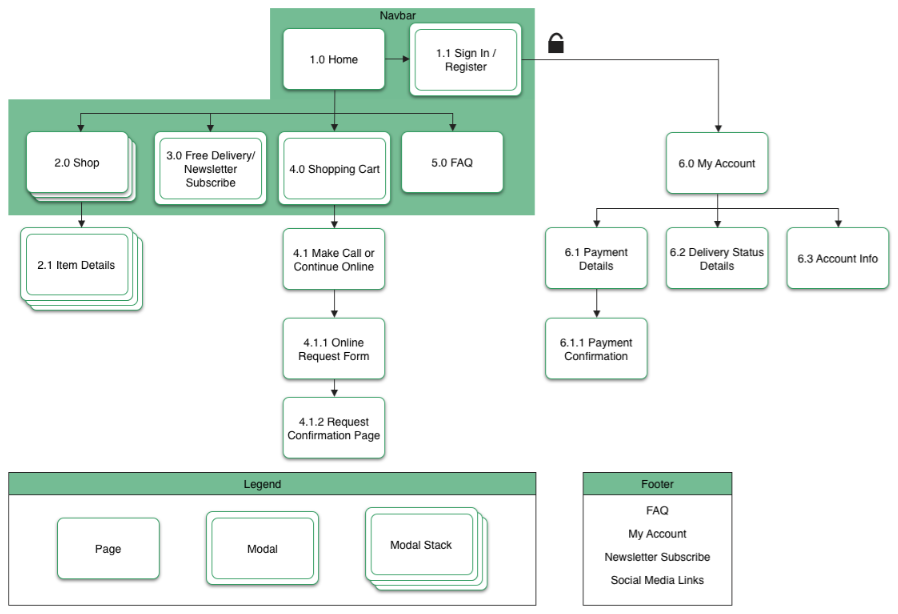 Navbar
1.0 Home
1.1 Sign In /
Register
2.0 Shop
3.0 Free Delivery/
Newsletter
Subscribe
4.0 Shopping Cart
5.0 FAQ
6.0 My Account
2.1 Item Details
4.1 Make Call or
Continue Online
6.1 Payment
Details
6.2 Delivery Status
Details
6.3 Account Info
4.1.1 Online
Request Form
6.1.1 Payment
Confirmation
4.1.2 Request
Confirmation Page
Legend
Page
Modal
Modal Stack
Footer
FAQ
My Account
Newsletter Subscribe
Social Media Links